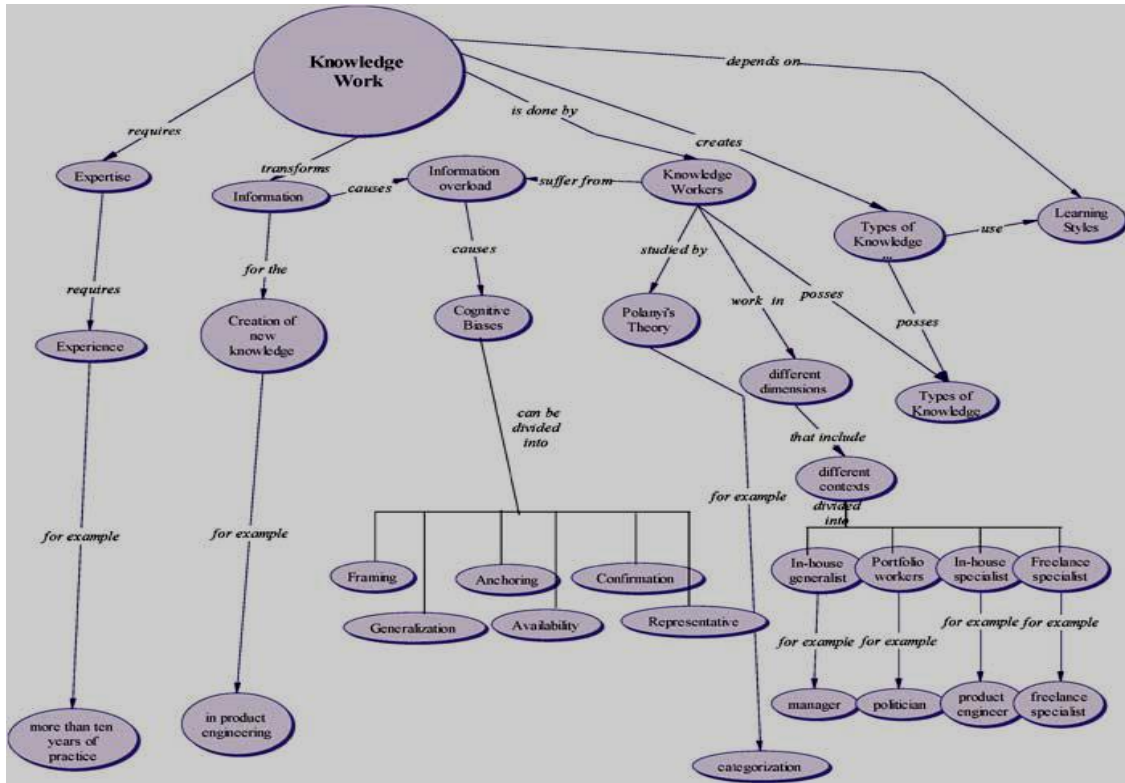 Knowledge
Work
depends on
is done by
requires
creates
transforms
Expertise
Information
causes
Information
overload
suffer from
Knowledge
Workers
Types of
Knowledge
...
use
Learning
Styles
for the
causes
studied by
requires
work in
posses
posses
Creation of
new
knowledge
Cognitive
Biases
Polanyi's
Theory
Experience
different
dimensions
Types of
Knowledge
can be
divided
into
that include
different
contexts
divided
into
for example
for example
for example
Framing
Anchoring
Confirmation
In-house
generalist
Portfolio
workers
In-house
specialist
Freelance
specialist
Generalization
Availability
Representative
for example
for example
for example
for example
manager
politician
product
engineer
freelance
specialist
more than ten
years of
practice
in product
engineering
categorization